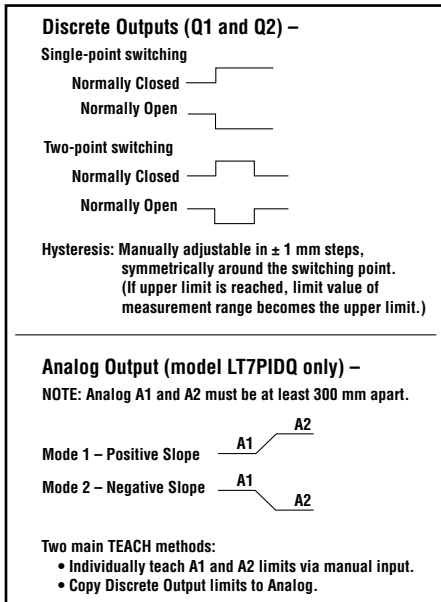 Discrete Outputs (Q1 and Q2) –
Single-point switching
Normally Closed
Normally Open
Two-point switching
Normally Closed
Normally Open
Hysteresis: Manually adjustable in ± 1 mm steps,
symmetrically around the switching point.
(If upper limit is reached, limit value of
measurement range becomes the upper limit.)
Analog Output (model LT7PIDQ only) –
NOTE: Analog A1 and A2 must be at least 300 mm apart.
A2
A1
Mode 1 – Positive Slope
A1
Mode 2 – Negative Slope
A2
Two main TEACH methods:
• Individually teach A1 and A2 limits via manual input.
• Copy Discrete Output limits to Analog.